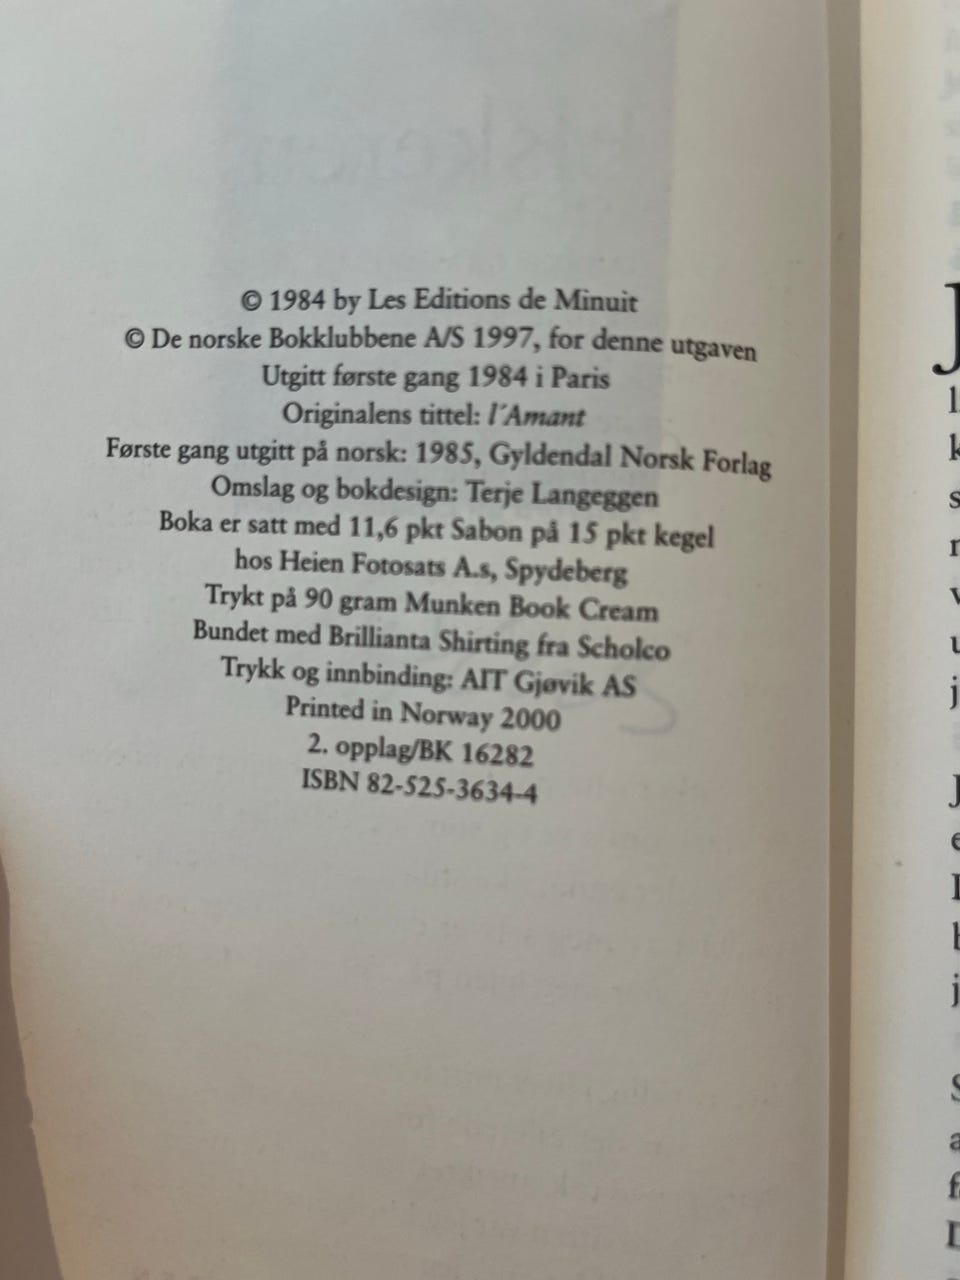 © 1984 by Les Editions de Minuit
© De norske Bokklubbene A/S 1997, for denne utgaven
Utgitt første gang 1984 i Paris
Originalens tittel: l´Amant
Første gang utgitt på norsk: 1985, Gyldendal Norsk Forlag
Omslag og bokdesign: Terje Langeggen
Boka er satt med 11,6 pkt Sabon på 15 pkt kegel
hos Heien Fotosats A.s, Spydeberg
Trykt på 90 gram Munken Book Cream
Bundet med Brillianta Shirting fra Scholco
Trykk og innbinding: AIT Gjøvik AS
Printed in Norway 2000
2. opplag/BK 16282
ISBN 82-525-3634-4